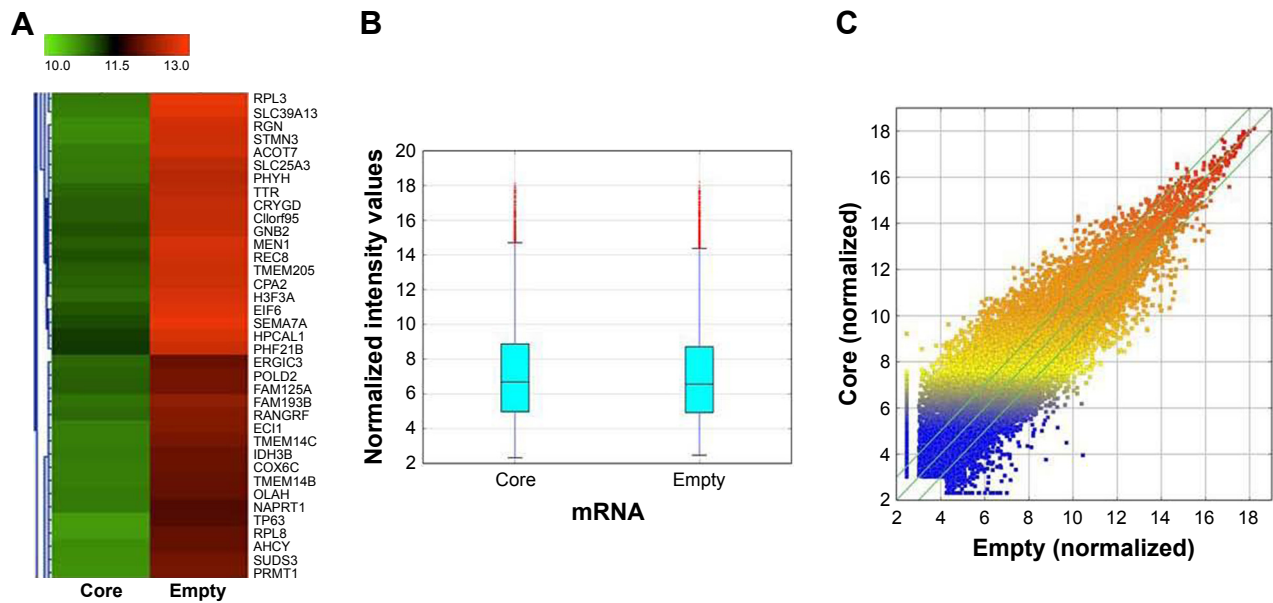 A
10.0 11.5 13.0
RPL3
SLC39A13
RGN
STMN3
ACOT7
SLC25A3
PHYH
TTR
CRYGD
Cllorf95
GNB2
MEN1
REC8
TMEM205
CPA2
H3F3A
EIF6
SEMA7A
HPCAL1
PHF21B
ERGIC3
POLD2
FAM125A
FAM193B
RANGRF
ECI1
TMEM14C
IDH3B
COX6C
TMEM14B
OLAH
NAPRT1
TP63
RPL8
AHCY
SUDS3
PRMT1
Core Empty
B
Normalized intensity values
20
18
16
14
12
10
8
6
4
2
Core Empty
mRNA
C
Core (normalized)
18
16
14
12
10
8
6
4
2
2 4 6 8 10 12 14 16 18
Empty (normalized)